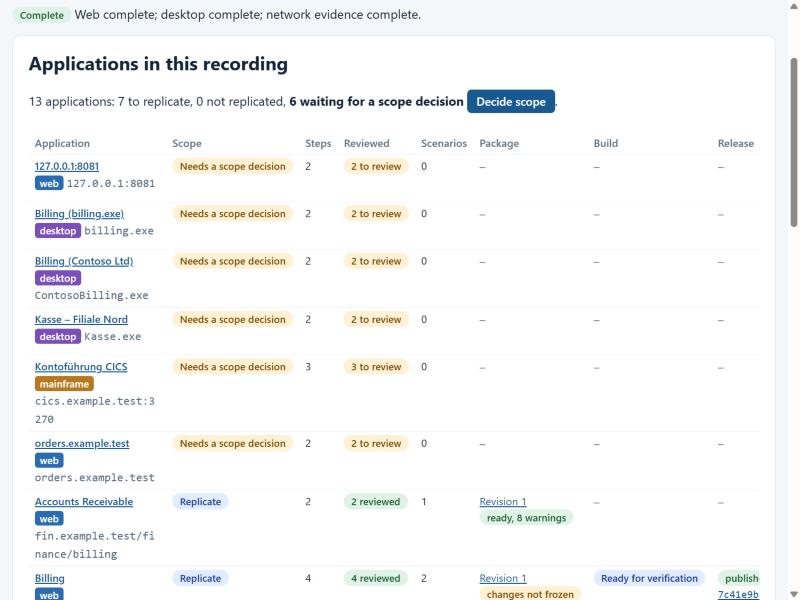 Complete Web complete; desktop complete; network evidence complete.
Applications in this recording
13 applications: 7 to replicate, 0 not replicated, 6 waiting for a scope decision Decide scope .
Application Scope Steps Reviewed Scenarios Package Build Release
127.0.0.1:8081 Needs a scope decision 2 2 to review 0 – – –
web 127.0.0.1:8081
Billing (billing.exe) Needs a scope decision 2 2 to review 0 – – –
desktop billing.exe
Billing (Contoso Ltd) Needs a scope decision 2 2 to review 0 – – –
desktop
ContosoBilling.exe
Kasse – Filiale Nord Needs a scope decision 2 2 to review 0 – – –
desktop Kasse.exe
Kontoführung CICS Needs a scope decision 3 3 to review 0 – – –
mainframe
cics.example.test:3
270
orders.example.test Needs a scope decision 2 2 to review 0 – – –
web
orders.example.test
Accounts Receivable Replicate 2 2 reviewed 1 Revision 1 – –
web ready, 8 warnings
fin.example.test/fi
nance/billing
Billing Replicate 4 4 reviewed 2 Revision 1 Ready for verification publish
web changes not frozen 7c41e9b